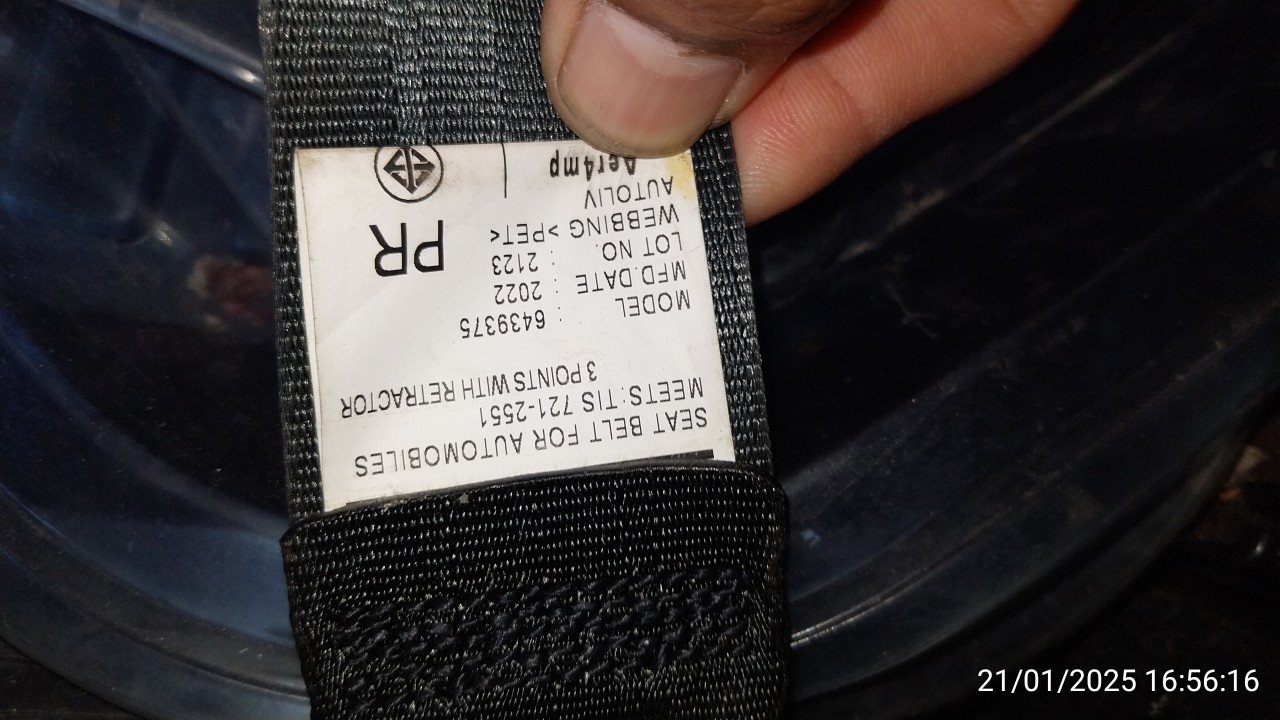 SEAT BELT FOR AUTOMOBILES
MEETS:TIS 721-2551
3 POINTS WITH RETRACTOR
MODEL : 6439375
MFD.DATE : 2022
LOT NO. : 2123
WEBBING >PET<
AUTOLIV
PR
Aer4mp
21/01/2025 16:56:16